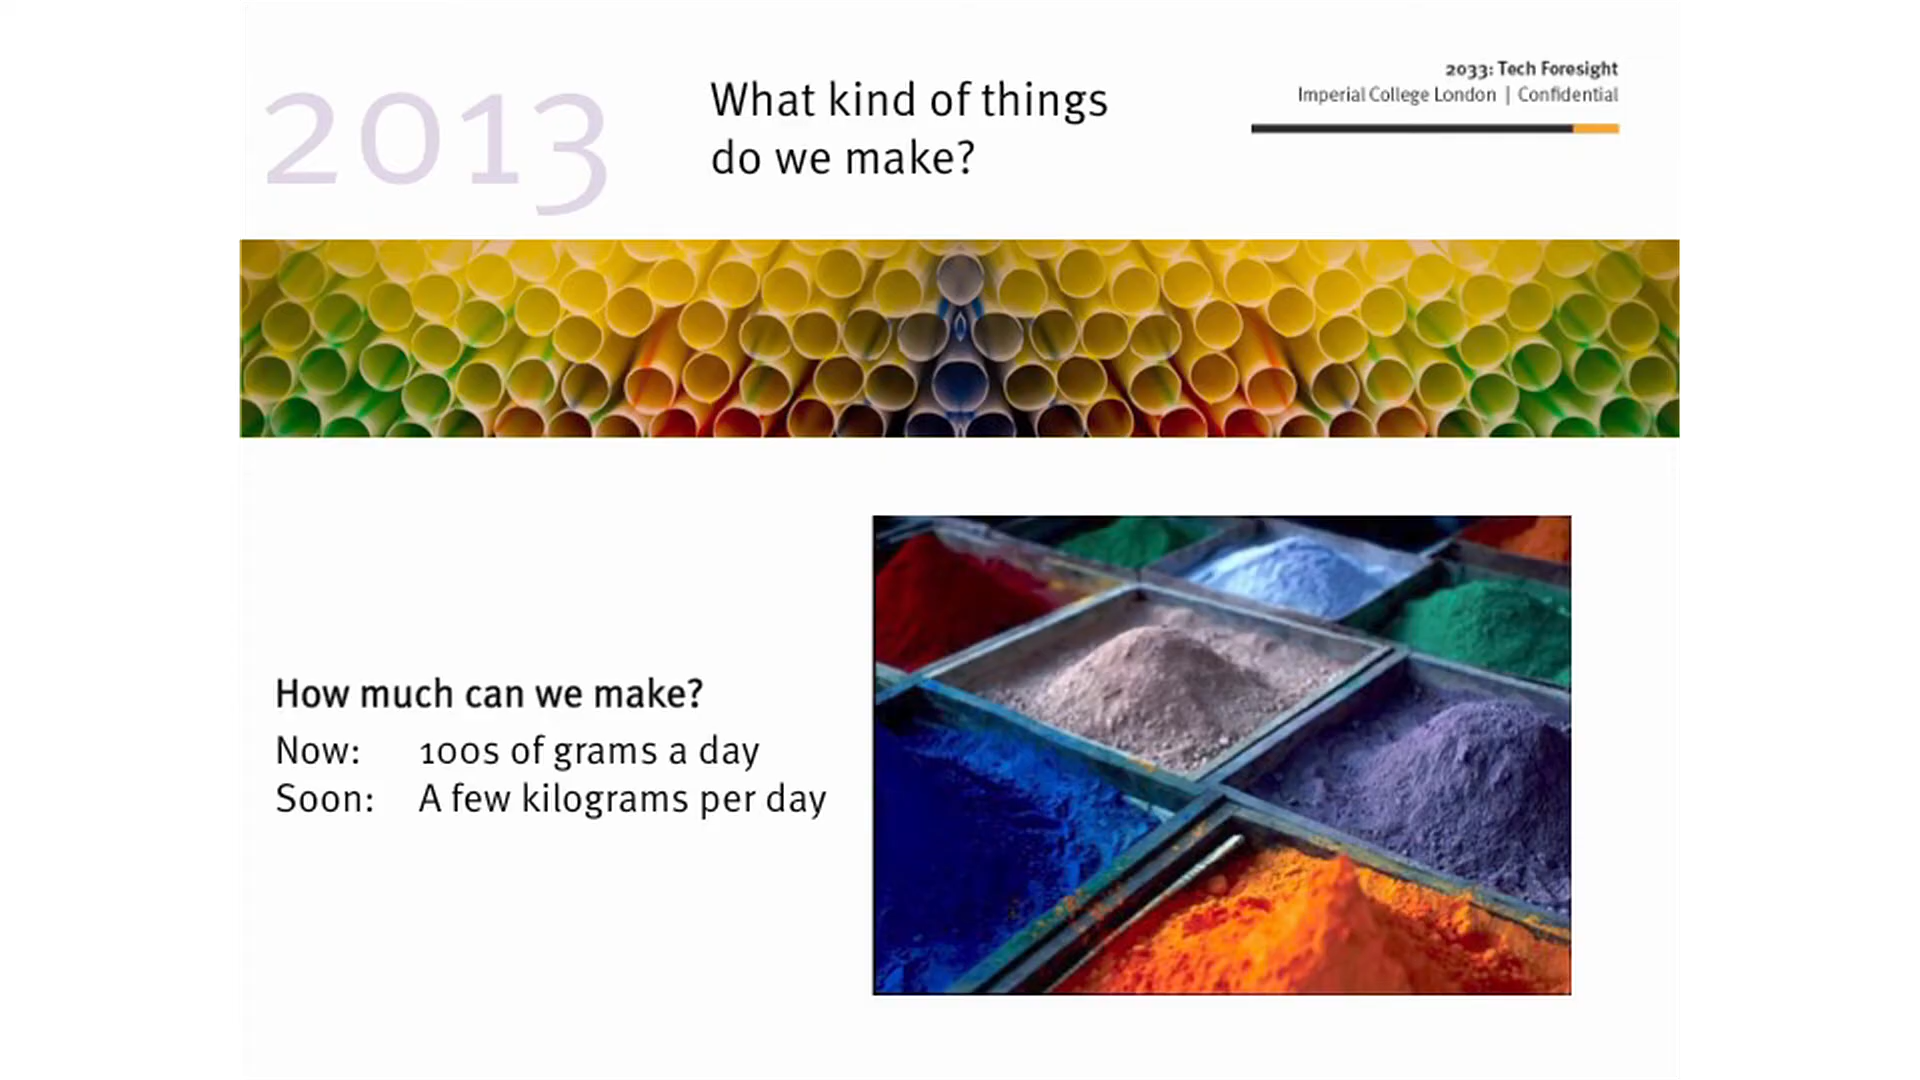 2013
What kind of things
do we make?
2033: Tech Foresight
Imperial College London | Confidential
How much can we make?
Now: 100s of grams a day
Soon: A few kilograms per day